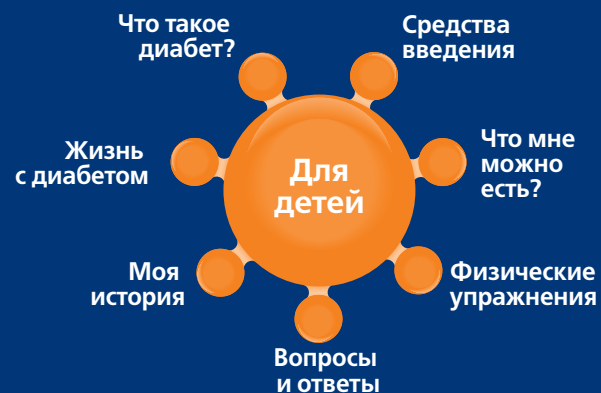 Что такое
диабет?
Средства
введения
Жизнь
с диабетом
Для
детей
Что мне
можно
есть?
Моя
история
Физические
упражнения
Вопросы
и ответы